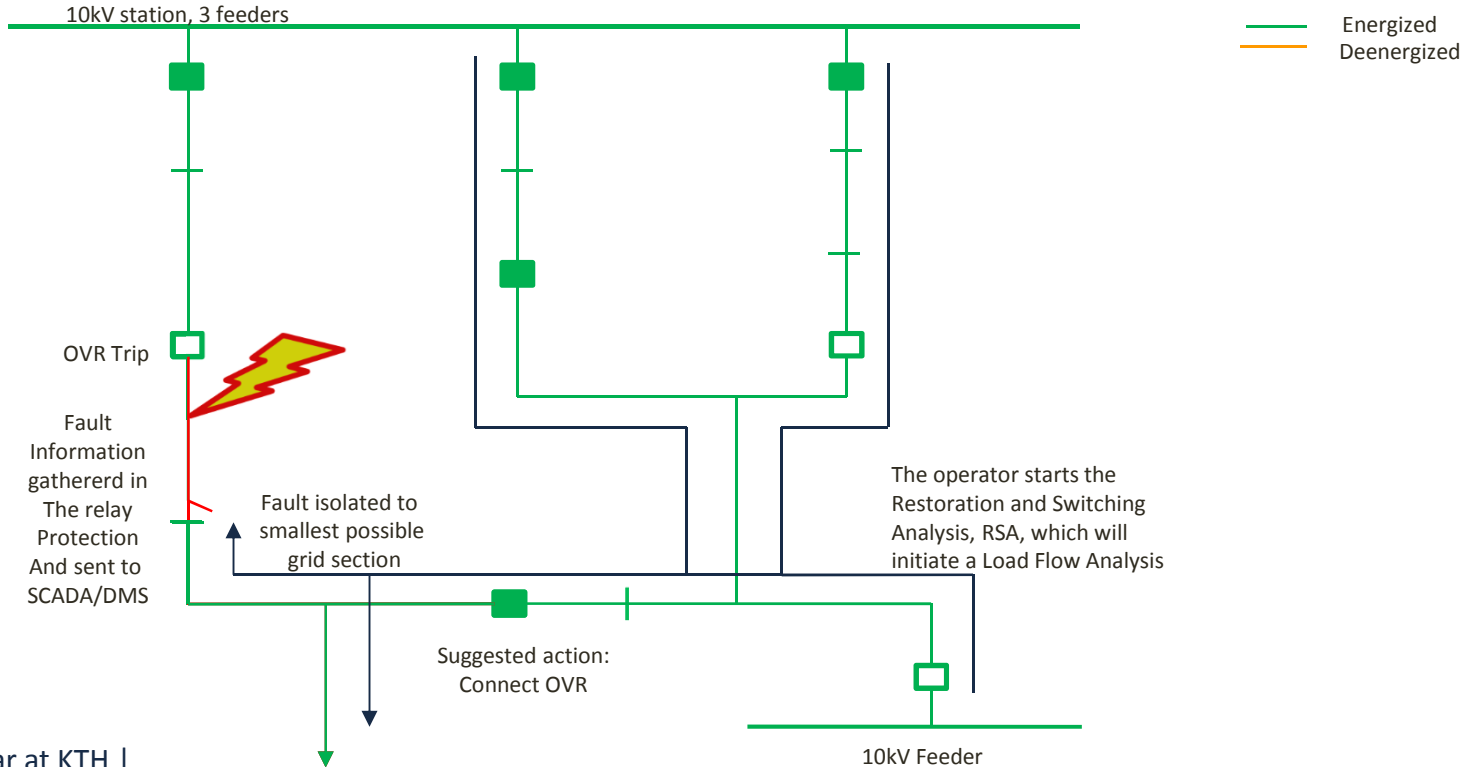 10kV station, 3 feeders
Energized
Deenergized
OVR Trip
Fault
Information
gathererd in
The relay
Protection
And sent to
SCADA/DMS
Fault isolated to
smallest possible
grid section
The operator starts the
Restoration and Switching
Analysis, RSA, which will
initiate a Load Flow Analysis
Suggested action:
Connect OVR
10kV Feeder
ar at KTH |